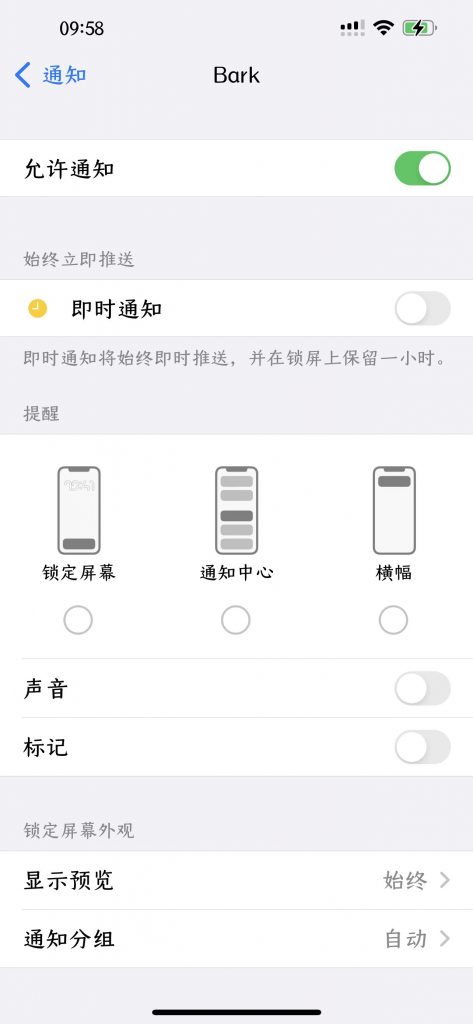 09:58
通知
Bark
允许通知
始终立即推送
即时通知
即时通知将始终即时推送，并在锁屏上保留一小时。
提醒
锁定屏幕
通知中心
横幅
声音
标记
锁定屏幕外观
显示预览
始终
通知分组
自动